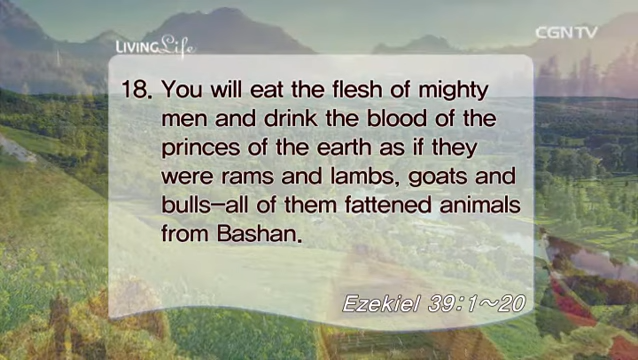 LIVING Life
CGNTV
18. You will eat the flesh of mighty
men and drink the blood of the
princes of the earth as if they
were rams and lambs, goats and
bulls-all of them fattened animals
from Bashan.
Ezekiel 39:1~20